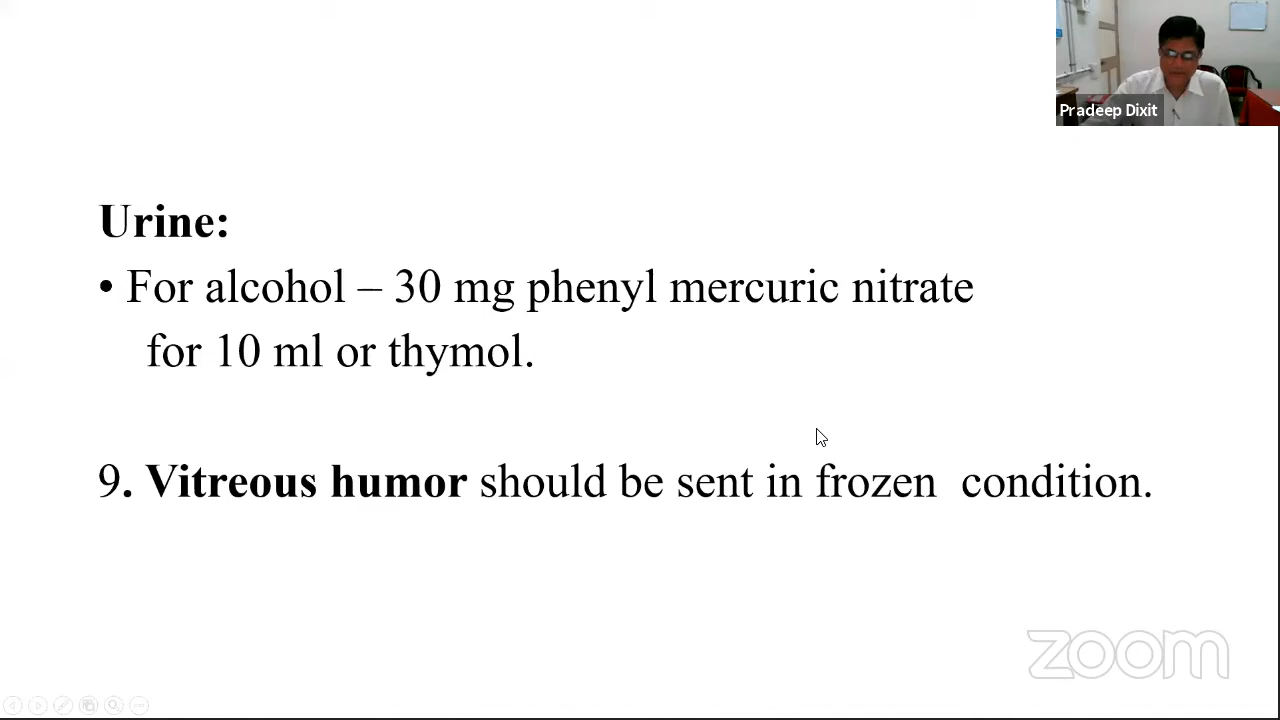 Pradeep Dixit
Urine:
• For alcohol – 30 mg phenyl mercuric nitrate
for 10 ml or thymol.
9. Vitreous humor should be sent in frozen condition.
zoom